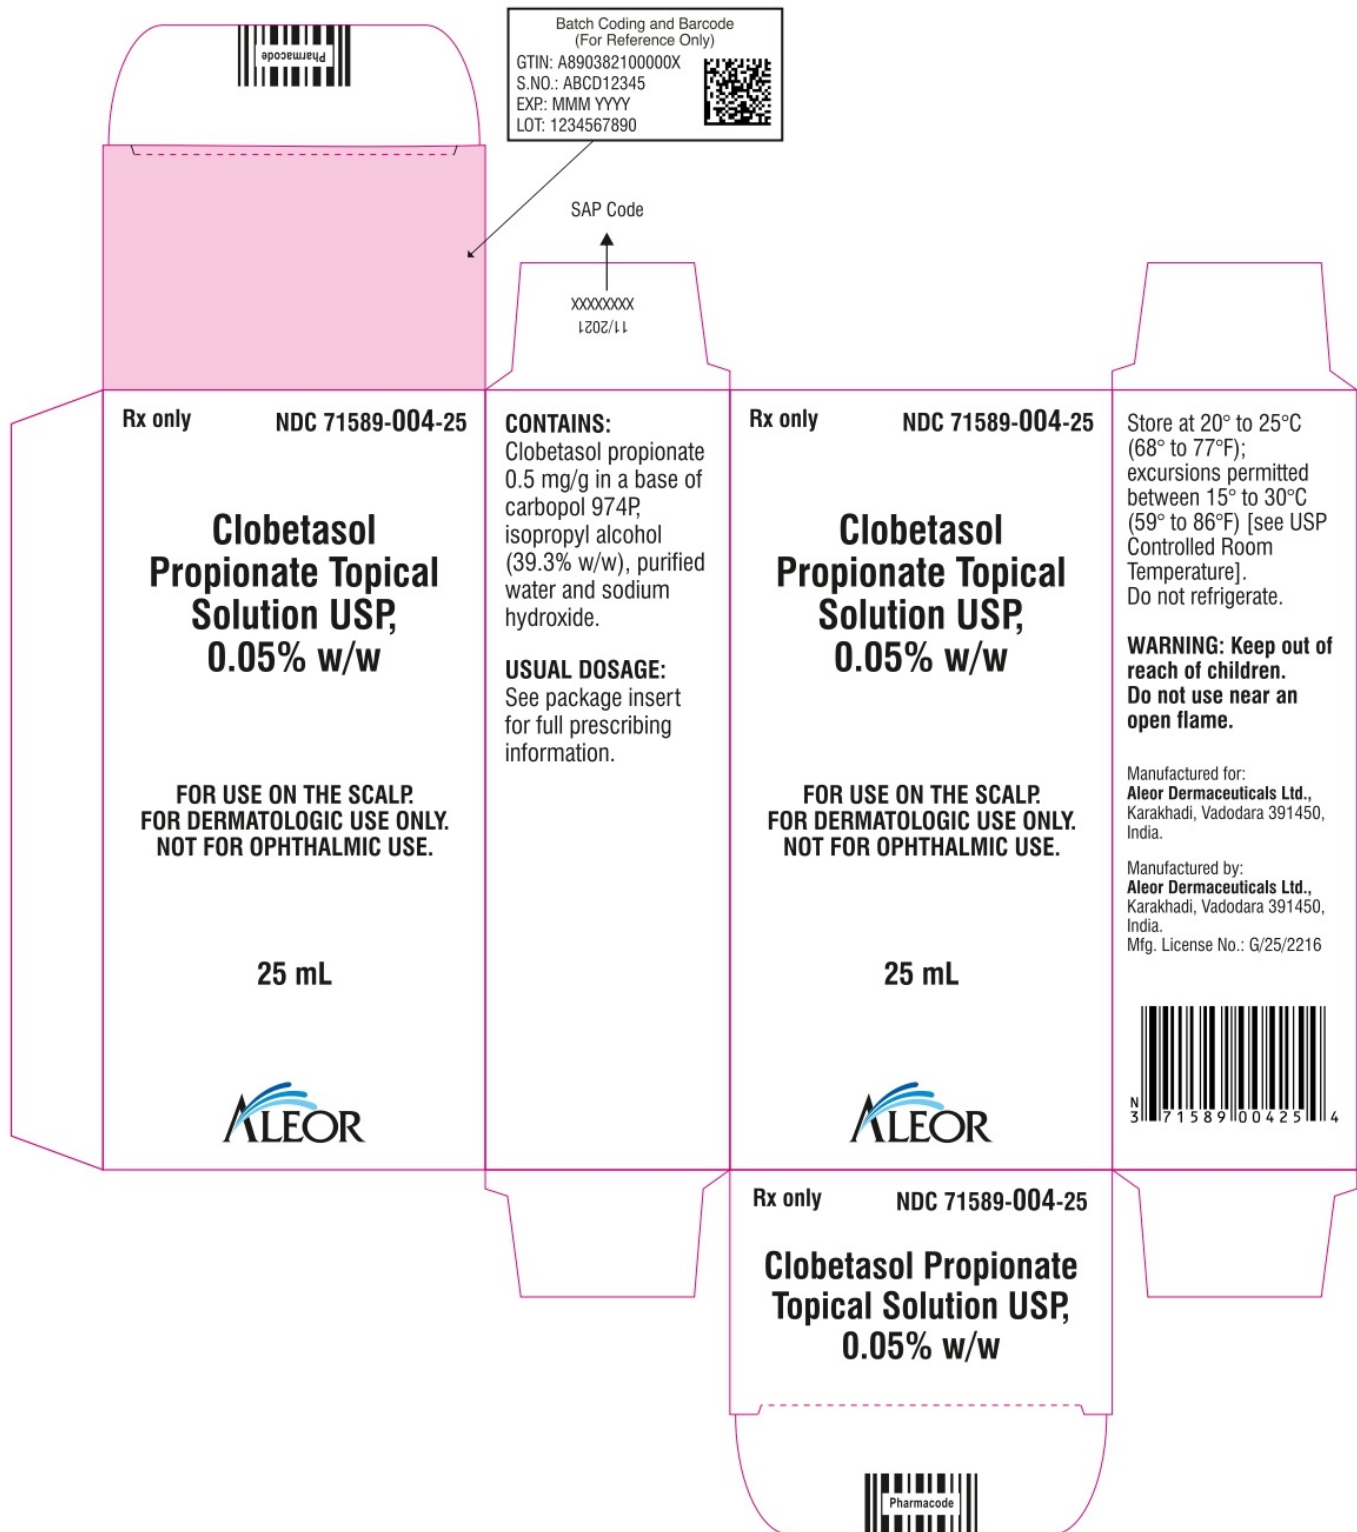 Pharmacode
Batch Coding and Barcode
(For Reference Only)
GTIN: A890382100000X
S.NO.: ABCD12345
EXP.: MMM YYYY
LOT: 1234567890
SAP Code
XXXXXXXX
11/2021
Rx only NDC 71589-004-25
Clobetasol
Propionate Topical
Solution USP,
0.05% w/w
FOR USE ON THE SCALP.
FOR DERMATOLOGIC USE ONLY.
NOT FOR OPHTHALMIC USE.
25 mL
ALEOR
CONTAINS:
Clobetasol propionate
0.5 mg/g in a base of
carbopol 974P,
isopropyl alcohol
(39.3% w/w), purified
water and sodium
hydroxide.
USUAL DOSAGE:
See package insert
for full prescribing
information.
Rx only NDC 71589-004-25
Clobetasol
Propionate Topical
Solution USP,
0.05% w/w
FOR USE ON THE SCALP.
FOR DERMATOLOGIC USE ONLY.
NOT FOR OPHTHALMIC USE.
25 mL
ALEOR
Store at 20° to 25°C
(68° to 77°F);
excursions permitted
between 15° to 30°C
(59° to 86°F) [see USP
Controlled Room
Temperature].
Do not refrigerate.
WARNING: Keep out of
reach of children.
Do not use near an
open flame.
Manufactured for:
Aleor Dermaceuticals Ltd.,
Karakhadi, Vadodara 391450,
India.
Manufactured by:
Aleor Dermaceuticals Ltd.,
Karakhadi, Vadodara 391450,
India.
Mfg. License No.: G/25/2216
N
3 71589 00425 4
Rx only NDC 71589-004-25
Clobetasol Propionate
Topical Solution USP,
0.05% w/w
Pharmacode